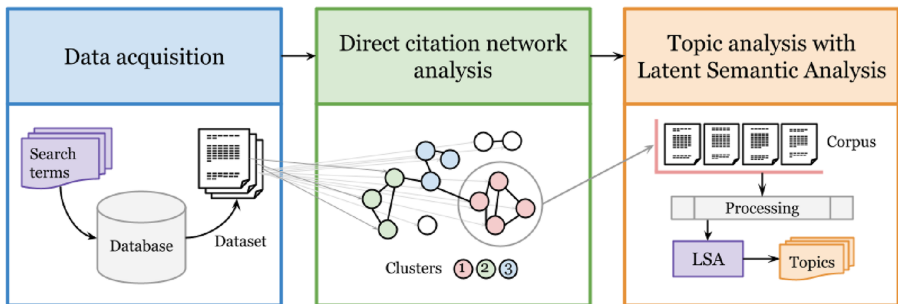 Data acquisition
Direct citation network
analysis
Topic analysis with
Latent Semantic Analysis
Search
terms
Database
Dataset
Clusters 1 2 3
Corpus
Processing
LSA
Topics